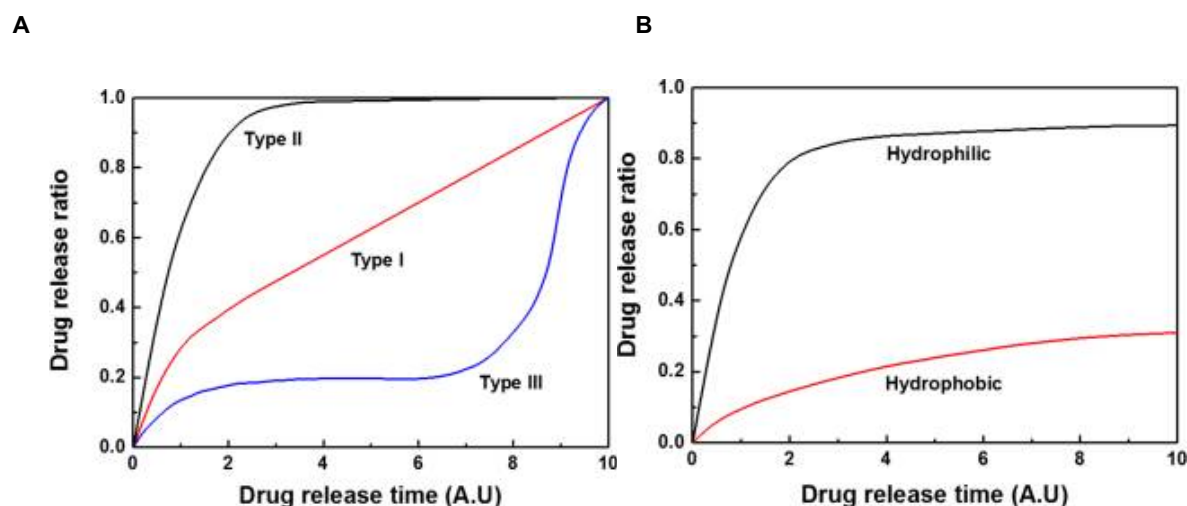 A
B
1.0
0.8
0.6
0.4
0.2
0.0
Drug release ratio
Type II
Type I
Type III
0 2 4 6 8 10
Drug release time (A.U)
1.0
0.8
0.6
0.4
0.2
0.0
Drug release ratio
Hydrophilic
Hydrophobic
0 2 4 6 8 10
Drug release time (A.U)